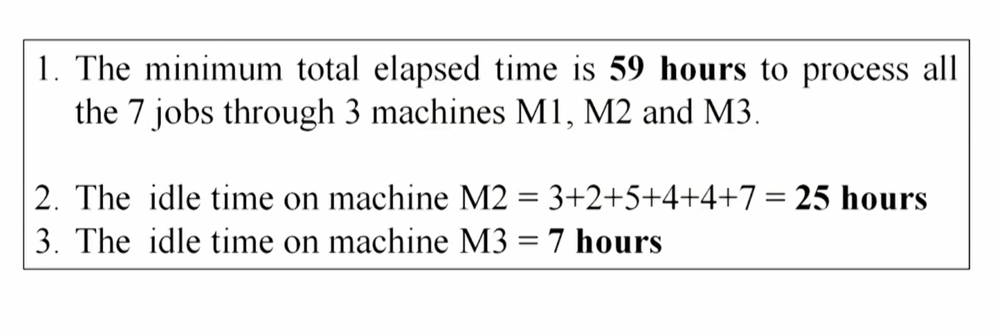 1. The minimum total elapsed time is 59 hours to process all
the 7 jobs through 3 machines M1, M2 and M3.
2. The idle time on machine M2 = 3+2+5+4+4+7 = 25 hours
3. The idle time on machine M3 = 7 hours